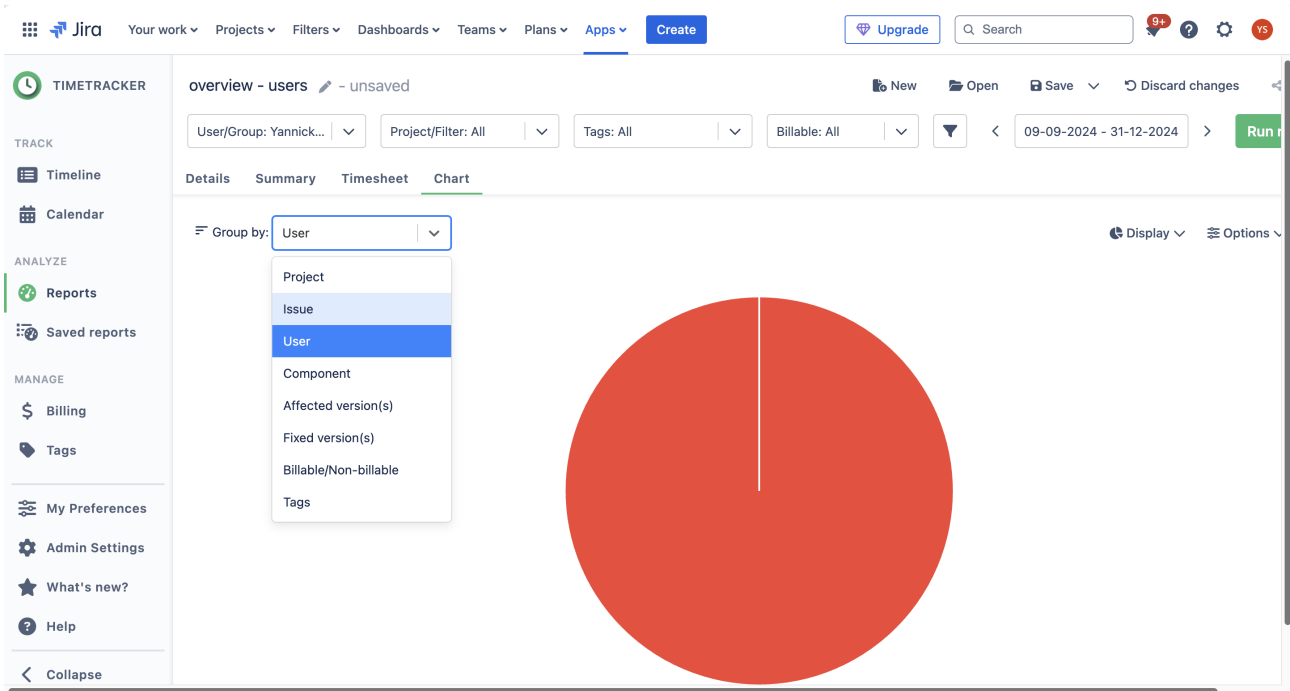 Jira Your work Projects Filters Dashboards Teams Plans Apps Create Upgrade Search 9+ ? YS
TIMETRACKER
overview - users - unsaved New Open Save Discard changes
User/Group: Yannick... Project/Filter: All Tags: All Billable: All 09-09-2024 - 31-12-2024 Run
TRACK
Timeline
Calendar
ANALYZE
Reports
Saved reports
MANAGE
$ Billing
Tags
My Preferences
Admin Settings
What's new?
? Help
Collapse
Details Summary Timesheet Chart
Group by: User Display Options
Project
Issue
User
Component
Affected version(s)
Fixed version(s)
Billable/Non-billable
Tags